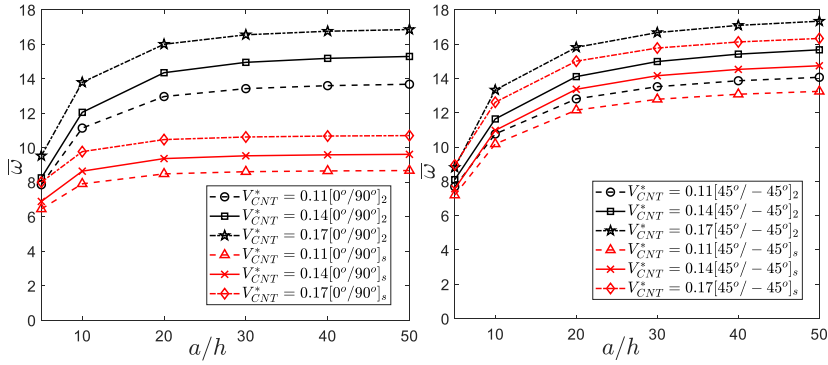 18
16
14
12
10
8
6
4
2
0
ω̅
10 20 30 40 50
a/h
V*CNT = 0.11[0°/90°]2
V*CNT = 0.14[0°/90°]2
V*CNT = 0.17[0°/90°]2
V*CNT = 0.11[0°/90°]s
V*CNT = 0.14[0°/90°]s
V*CNT = 0.17[0°/90°]s
18
16
14
12
10
8
6
4
2
0
ω̅
10 20 30 40 50
a/h
V*CNT = 0.11[45°/ − 45°]2
V*CNT = 0.14[45°/ − 45°]2
V*CNT = 0.17[45°/ − 45°]2
V*CNT = 0.11[45°/ − 45°]s
V*CNT = 0.14[45°/ − 45°]s
V*CNT = 0.17[45°/ − 45°]s